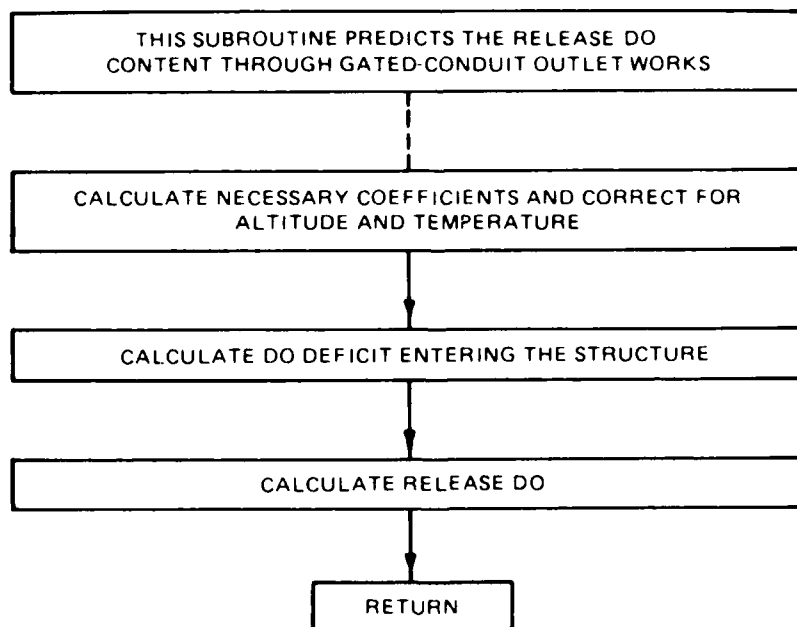 THIS SUBROUTINE PREDICTS THE RELEASE DO
CONTENT THROUGH GATED-CONDUIT OUTLET WORKS
CALCULATE NECESSARY COEFFICIENTS AND CORRECT FOR
ALTITUDE AND TEMPERATURE
CALCULATE DO DEFICIT ENTERING THE STRUCTURE
CALCULATE RELEASE DO
RETURN